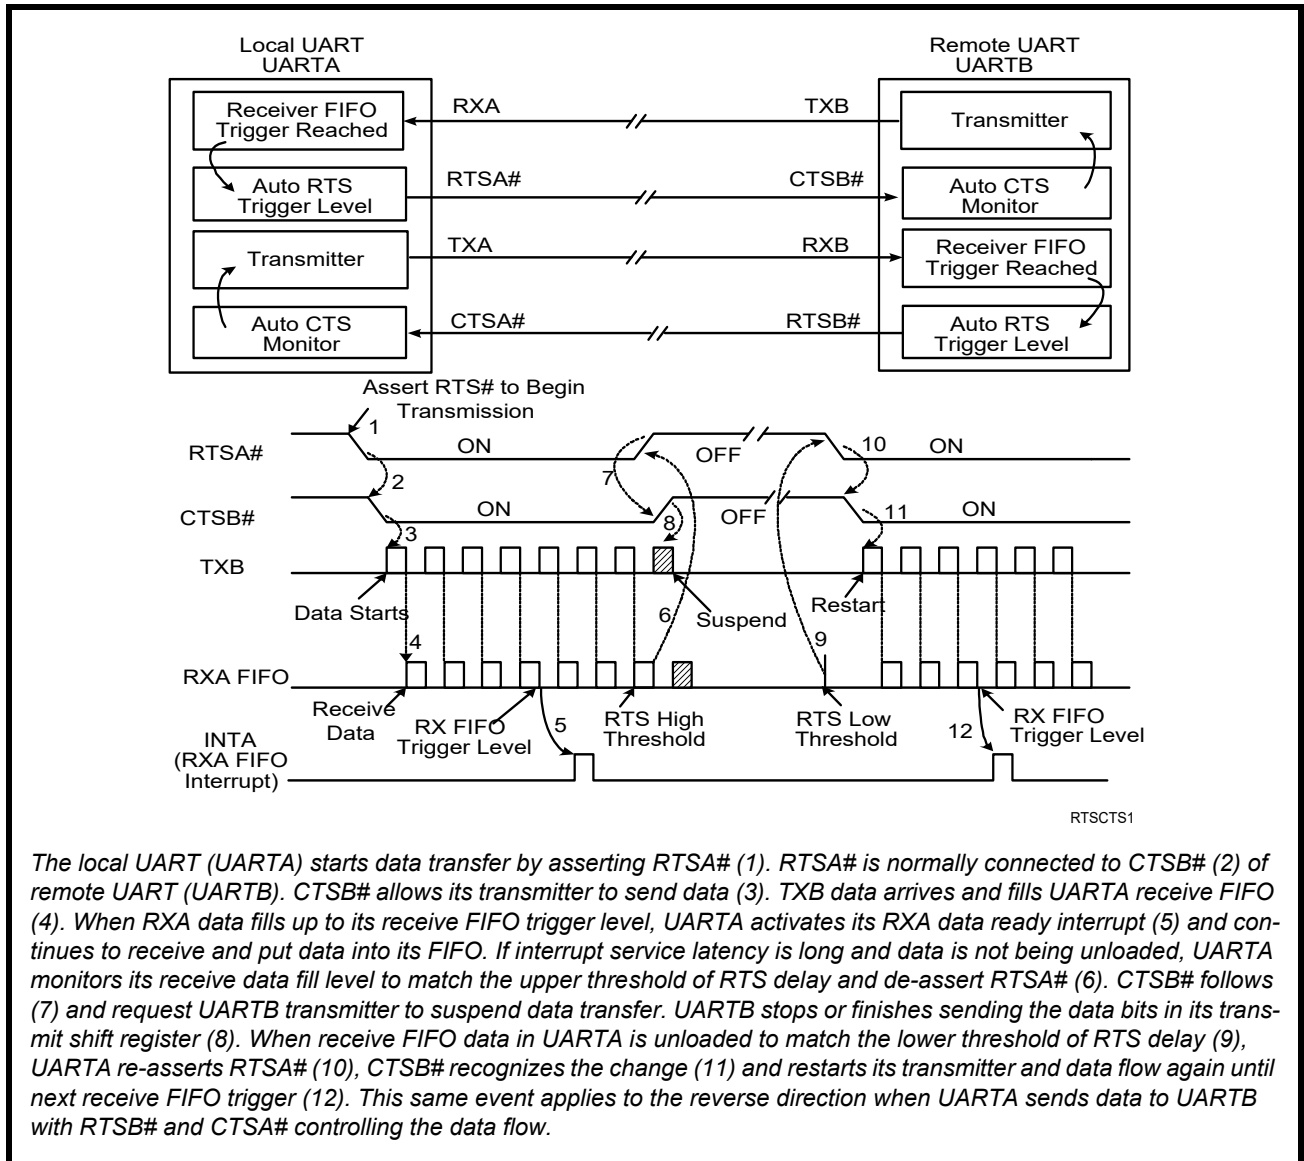 Local UART
UARTA
Remote UART
UARTB
Receiver FIFO
Trigger Reached
RXA
TXB
Transmitter
Auto RTS
Trigger Level
RTSA#
CTSB#
Auto CTS
Monitor
Transmitter
TXA
RXB
Receiver FIFO
Trigger Reached
Auto CTS
Monitor
CTSA#
RTSB#
Auto RTS
Trigger Level
Assert RTS# to Begin
Transmission
1
RTSA#
ON
OFF
10
ON
2
7
CTSB#
ON
8
OFF
11
ON
3
TXB
Data Starts
6
Suspend
Restart
4
9
RXA FIFO
Receive
Data
RX FIFO
Trigger Level
5
RTS High
Threshold
RTS Low
Threshold
12
RX FIFO
Trigger Level
INTA
(RXA FIFO
Interrupt)
RTSCTS1
The local UART (UARTA) starts data transfer by asserting RTSA# (1). RTSA# is normally connected to CTSB# (2) of
remote UART (UARTB). CTSB# allows its transmitter to send data (3). TXB data arrives and fills UARTA receive FIFO
(4). When RXA data fills up to its receive FIFO trigger level, UARTA activates its RXA data ready interrupt (5) and con-
tinues to receive and put data into its FIFO. If interrupt service latency is long and data is not being unloaded, UARTA
monitors its receive data fill level to match the upper threshold of RTS delay and de-assert RTSA# (6). CTSB# follows
(7) and request UARTB transmitter to suspend data transfer. UARTB stops or finishes sending the data bits in its trans-
mit shift register (8). When receive FIFO data in UARTA is unloaded to match the lower threshold of RTS delay (9),
UARTA re-asserts RTSA# (10), CTSB# recognizes the change (11) and restarts its transmitter and data flow again until
next receive FIFO trigger (12). This same event applies to the reverse direction when UARTA sends data to UARTB
with RTSB# and CTSA# controlling the data flow.